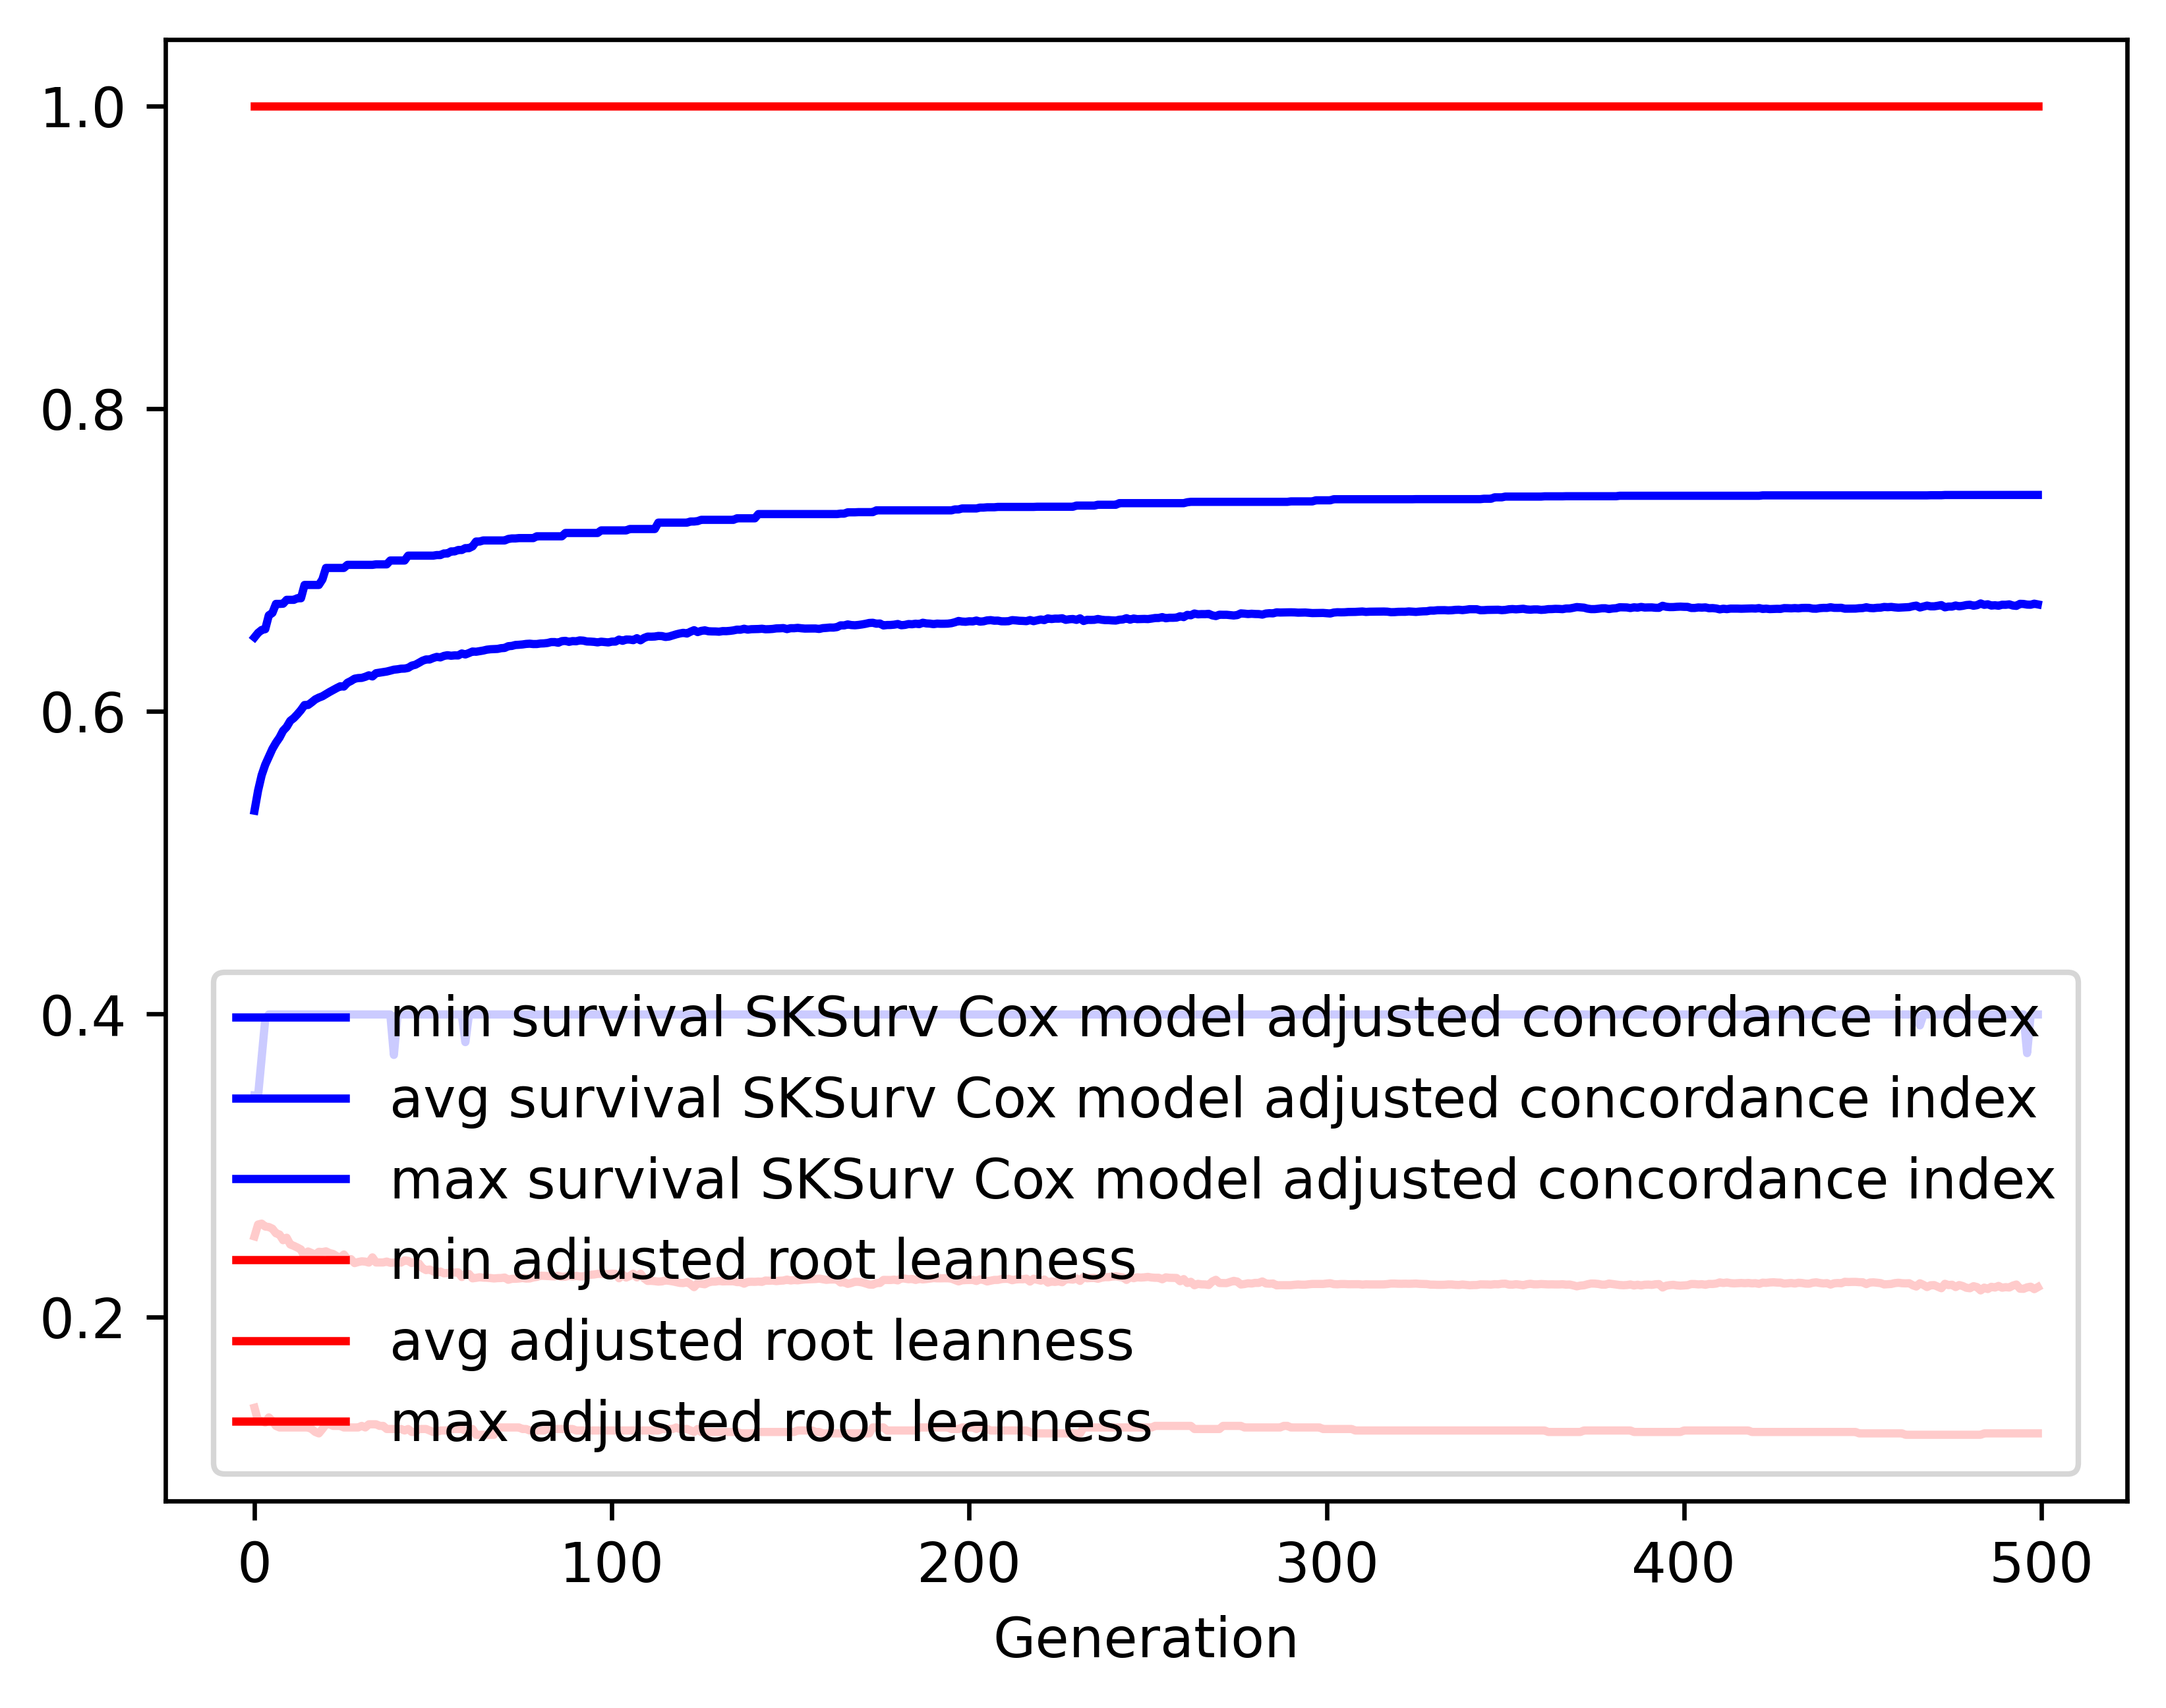 1.0
0.8
0.6
0.4
0.2
min survival SKSurv Cox model adjusted concordance index
avg survival SKSurv Cox model adjusted concordance index
max survival SKSurv Cox model adjusted concordance index
min adjusted root leanness
avg adjusted root leanness
max adjusted root leanness
0 100 200 300 400 500
Generation